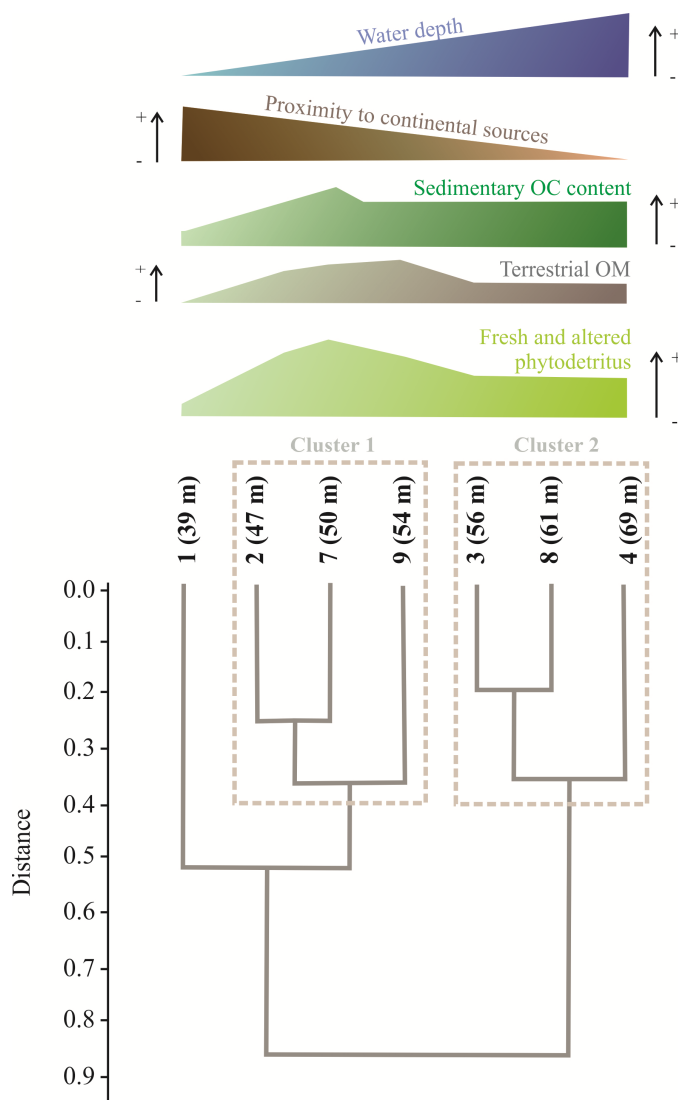 Water depth
+
-
Proximity to continental sources
+
-
Sedimentary OC content
+
-
Terrestrial OM
+
-
Fresh and altered
phytodetritus
+
-
Cluster 1
Cluster 2
1 (39 m)
2 (47 m)
7 (50 m)
9 (54 m)
3 (56 m)
8 (61 m)
4 (69 m)
Distance
0.0
0.1
0.2
0.3
0.4
0.5
0.6
0.7
0.8
0.9